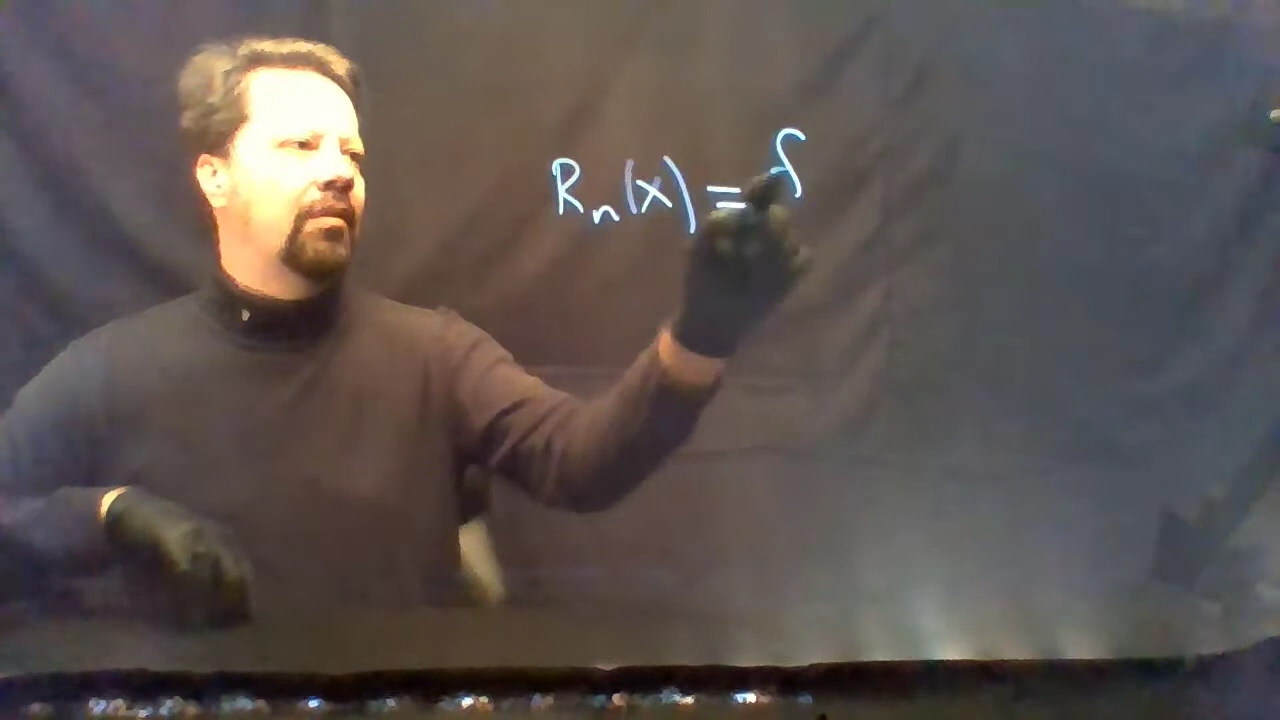 Rₙ(x) = f